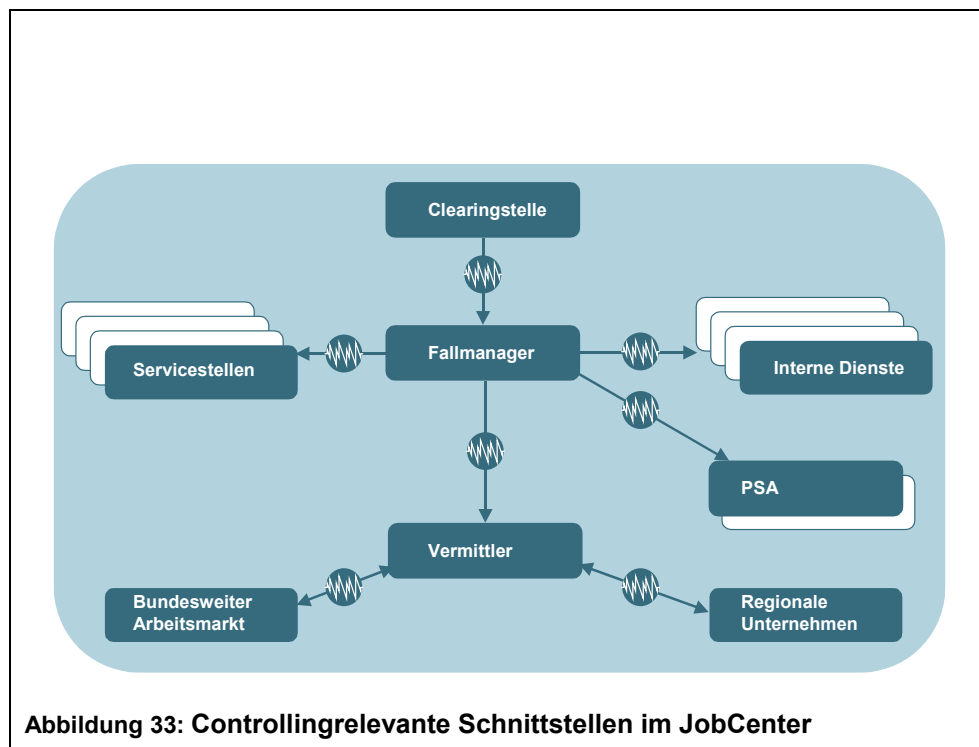 Clearingstelle
Servicestellen
Fallmanager
Interne Dienste
PSA
Vermittler
Bundesweiter
Arbeitsmarkt
Regionale
Unternehmen
Abbildung 33: Controllingrelevante Schnittstellen im JobCenter